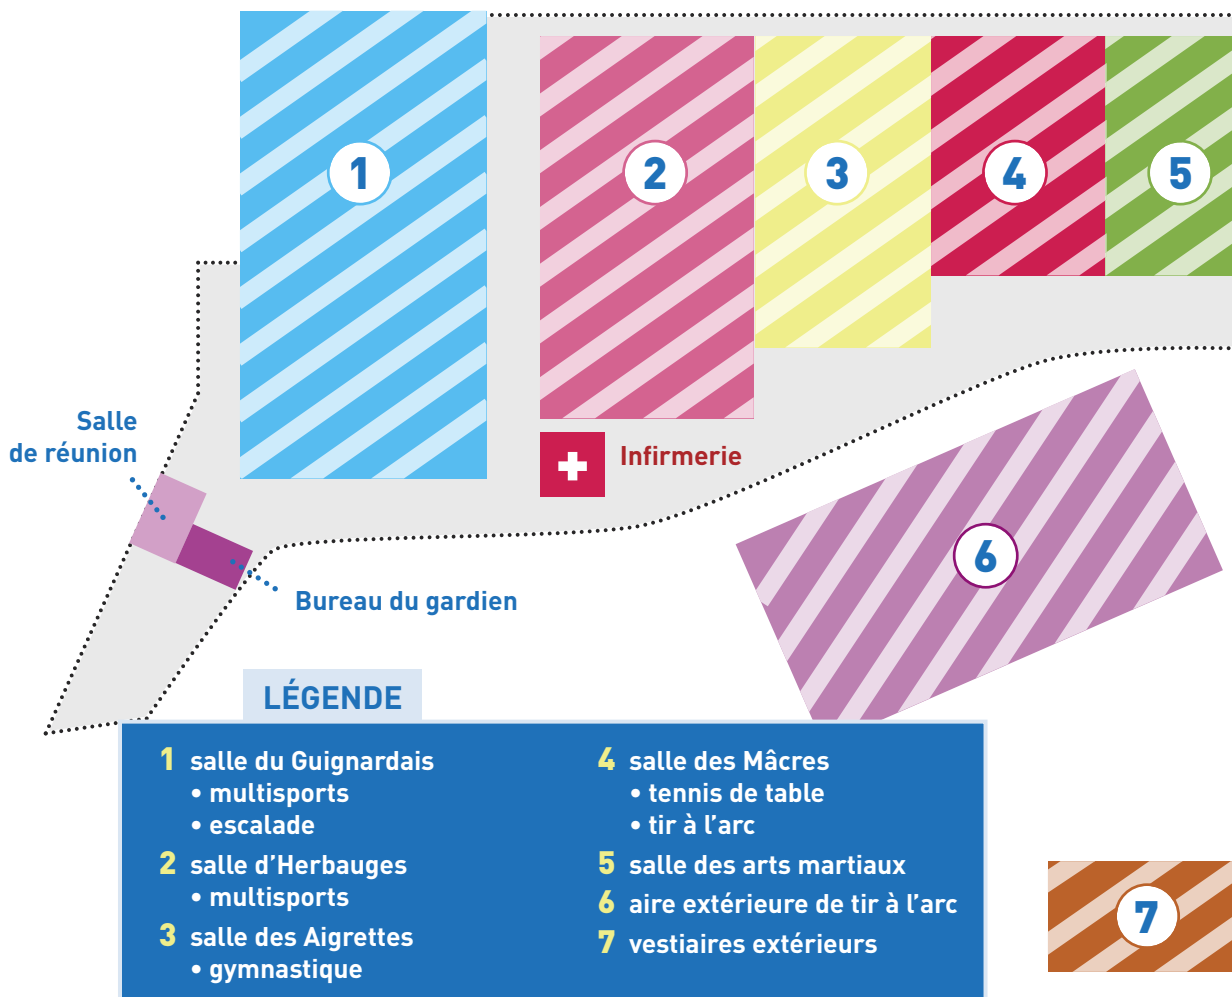 1
2
3
4
5
Salle
de réunion
Infirmerie
6
Bureau du gardien
LÉGENDE
1 salle du Guignardais
• multisports
• escalade
2 salle d’Herbauges
• multisports
3 salle des Aigrettes
• gymnastique
4 salle des Mâcres
• tennis de table
• tir à l’arc
5 salle des arts martiaux
6 aire extérieure de tir à l’arc
7 vestiaires extérieurs
7